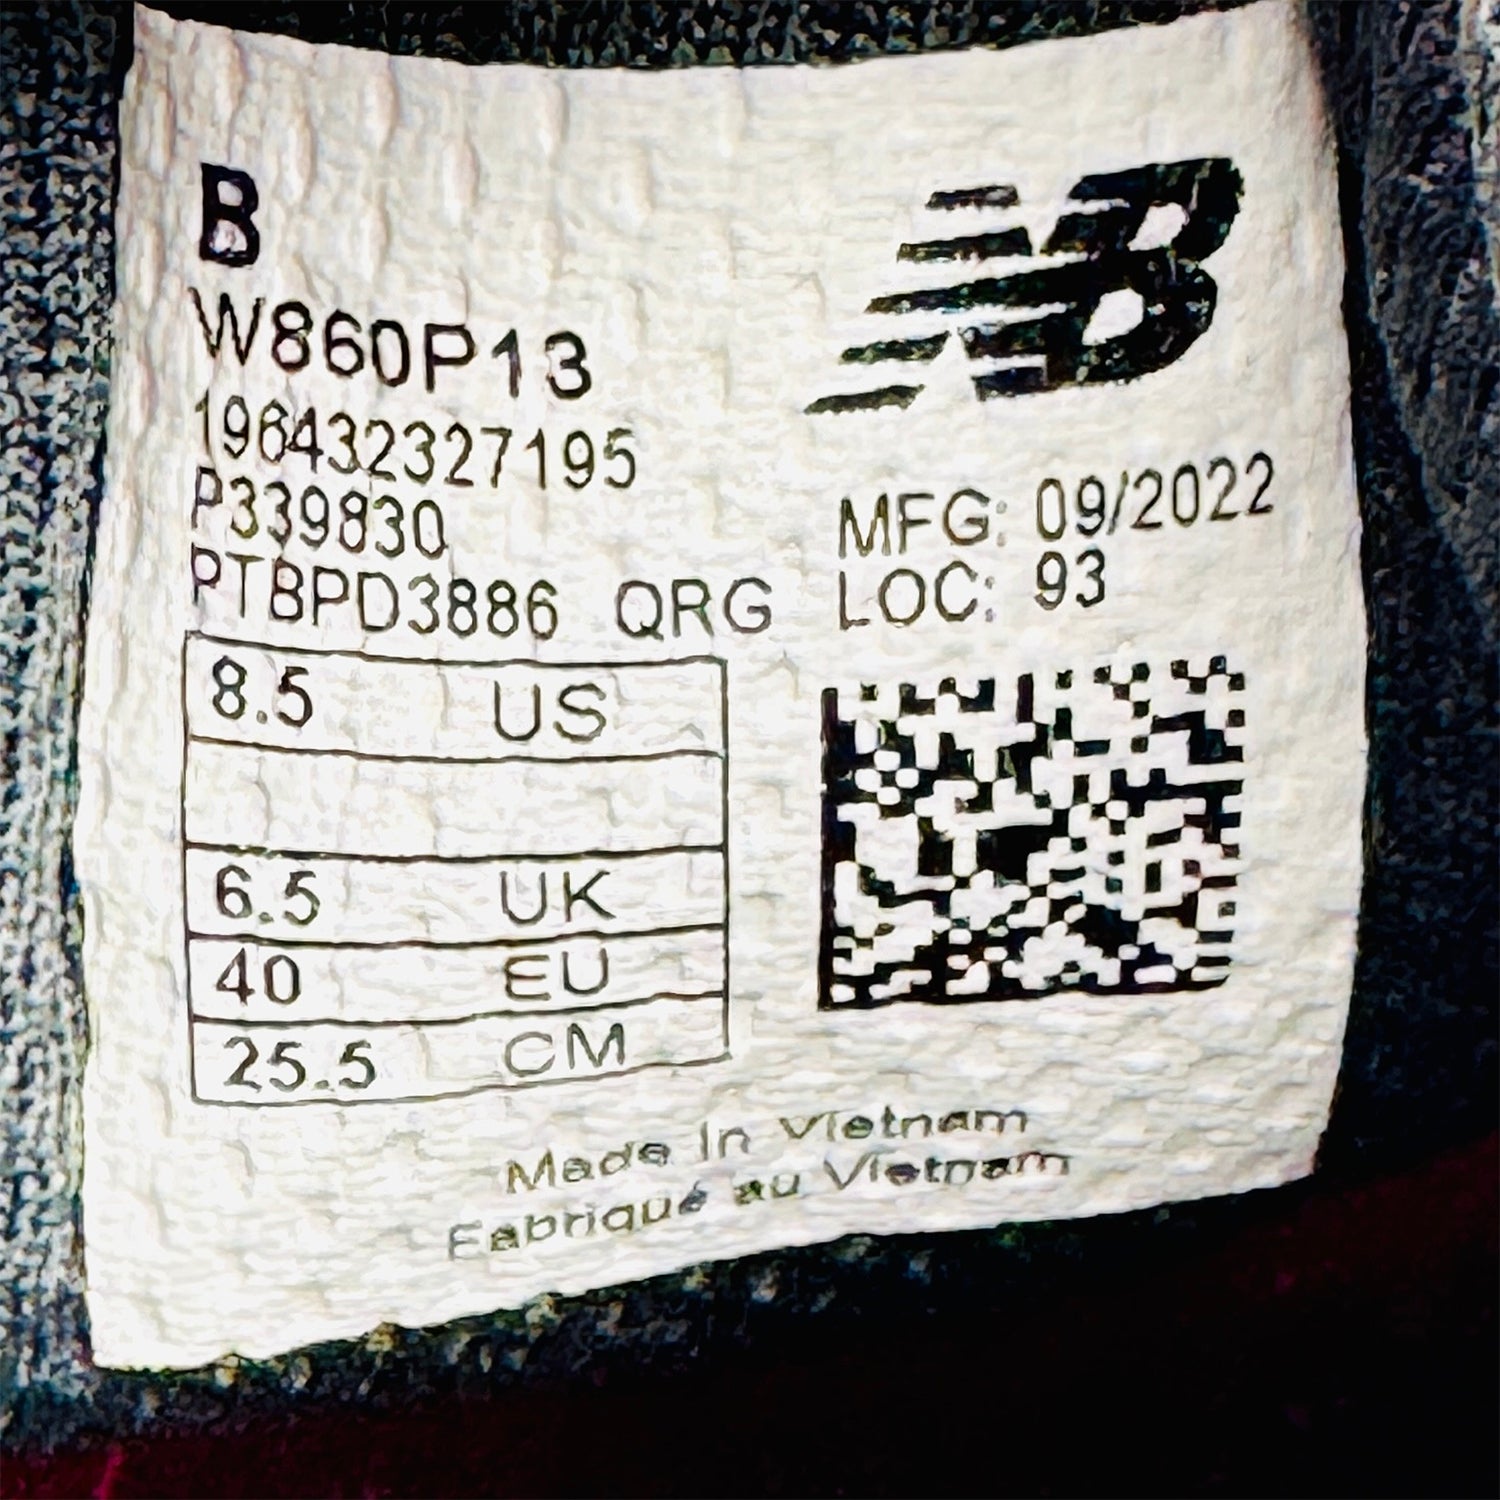 B
NB
W860P13
196432327195
P339830
PTBPD3886 QRG
MFG: 09/2022
LOC: 93
8.5 US
6.5 UK
40 EU
25.5 CM
Made In Vietnam
Fabriqué au Vietnam